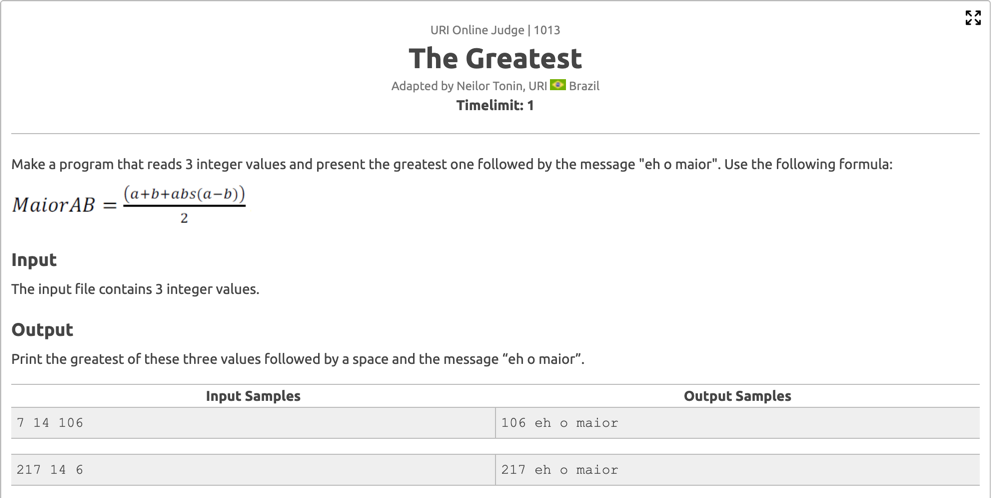 URI Online Judge | 1013
The Greatest
Adapted by Neilor Tonin, URI Brazil
Timelimit: 1
Make a program that reads 3 integer values and present the greatest one followed by the message "eh o maior". Use the following formula:
MaiorAB = (a+b+abs(a−b))
2
Input
The input file contains 3 integer values.
Output
Print the greatest of these three values followed by a space and the message “eh o maior”.
Input Samples Output Samples
7 14 106 106 eh o maior
217 14 6 217 eh o maior